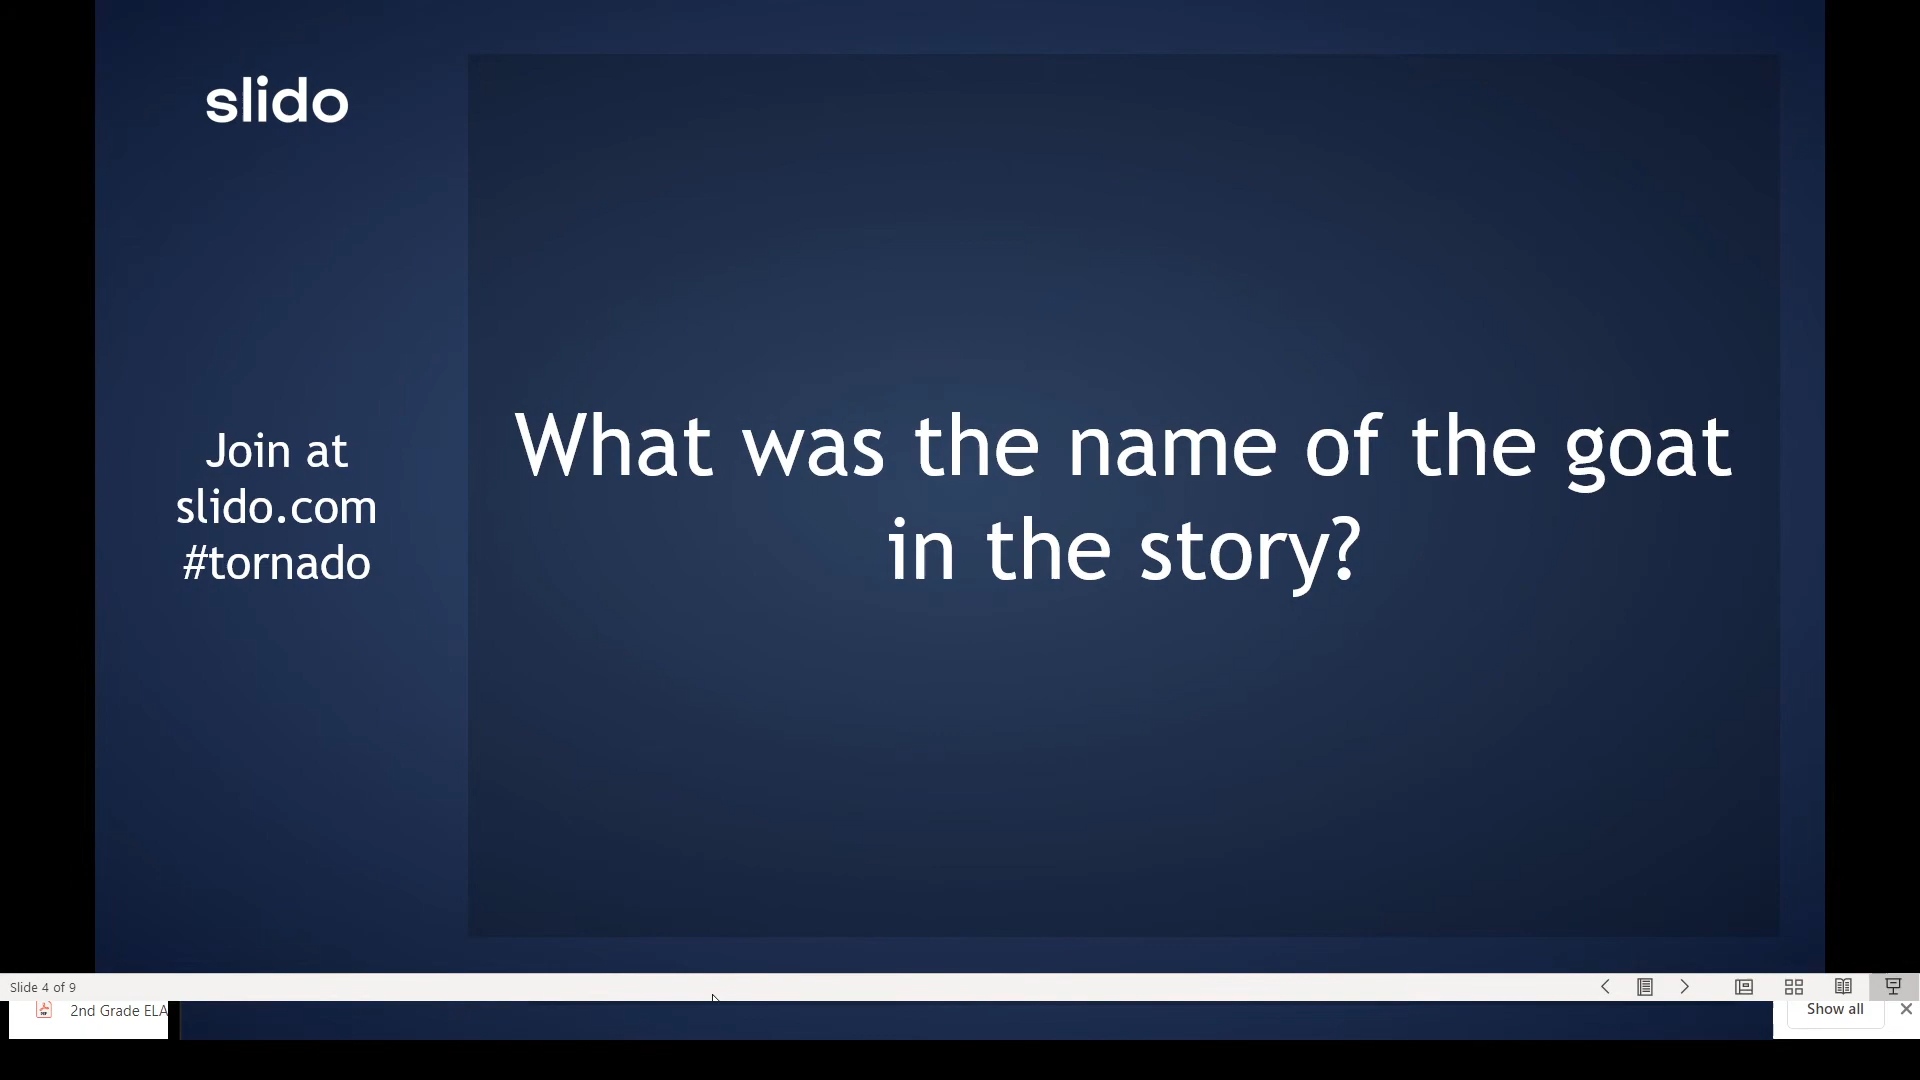 slido
Join at
slido.com
#tornado
What was the name of the goat
in the story?
Slide 4 of 9
2nd Grade ELA
Show all